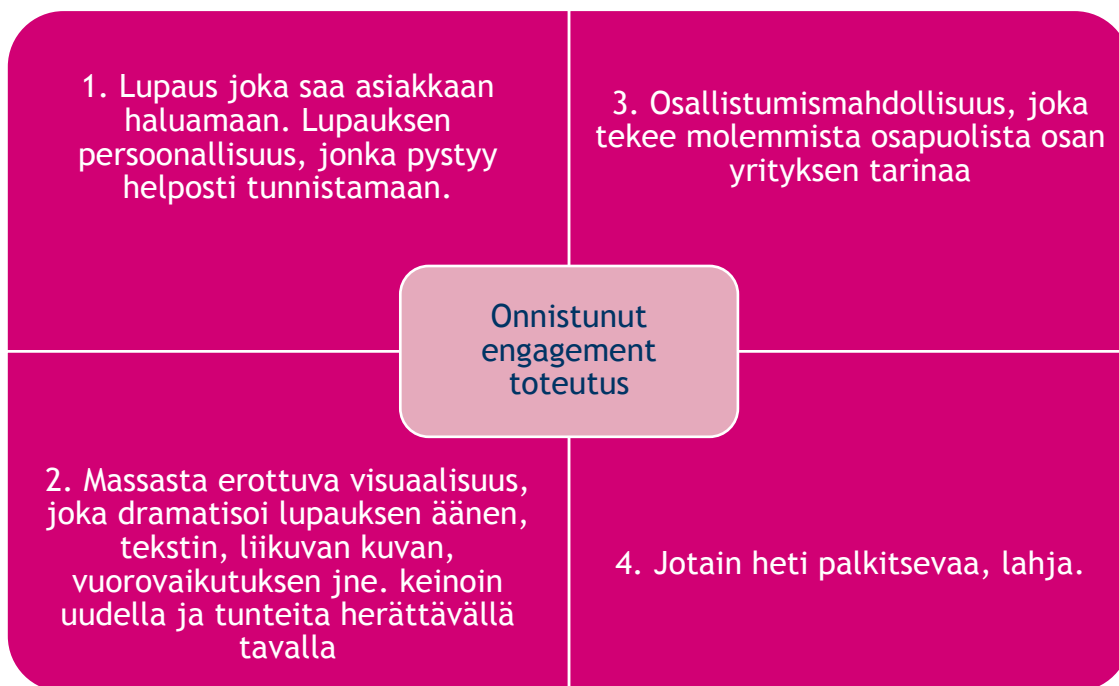 1. Lupaus joka saa asiakkaan
haluamaan. Lupauksen
persoonallisuus, jonka pystyy
helposti tunnistamaan.
3. Osallistumismahdollisuus, joka
tekee molemmista osapuolista osan
yrityksen tarinaa
Onnistunut
engagement
toteutus
2. Massasta erottuva visuaalisuus,
joka dramatisoi lupauksen äänen,
tekstin, liikuvan kuvan,
vuorovaikutuksen jne. keinoin
uudella ja tunteita herättävällä
tavalla
4. Jotain heti palkitsevaa, lahja.